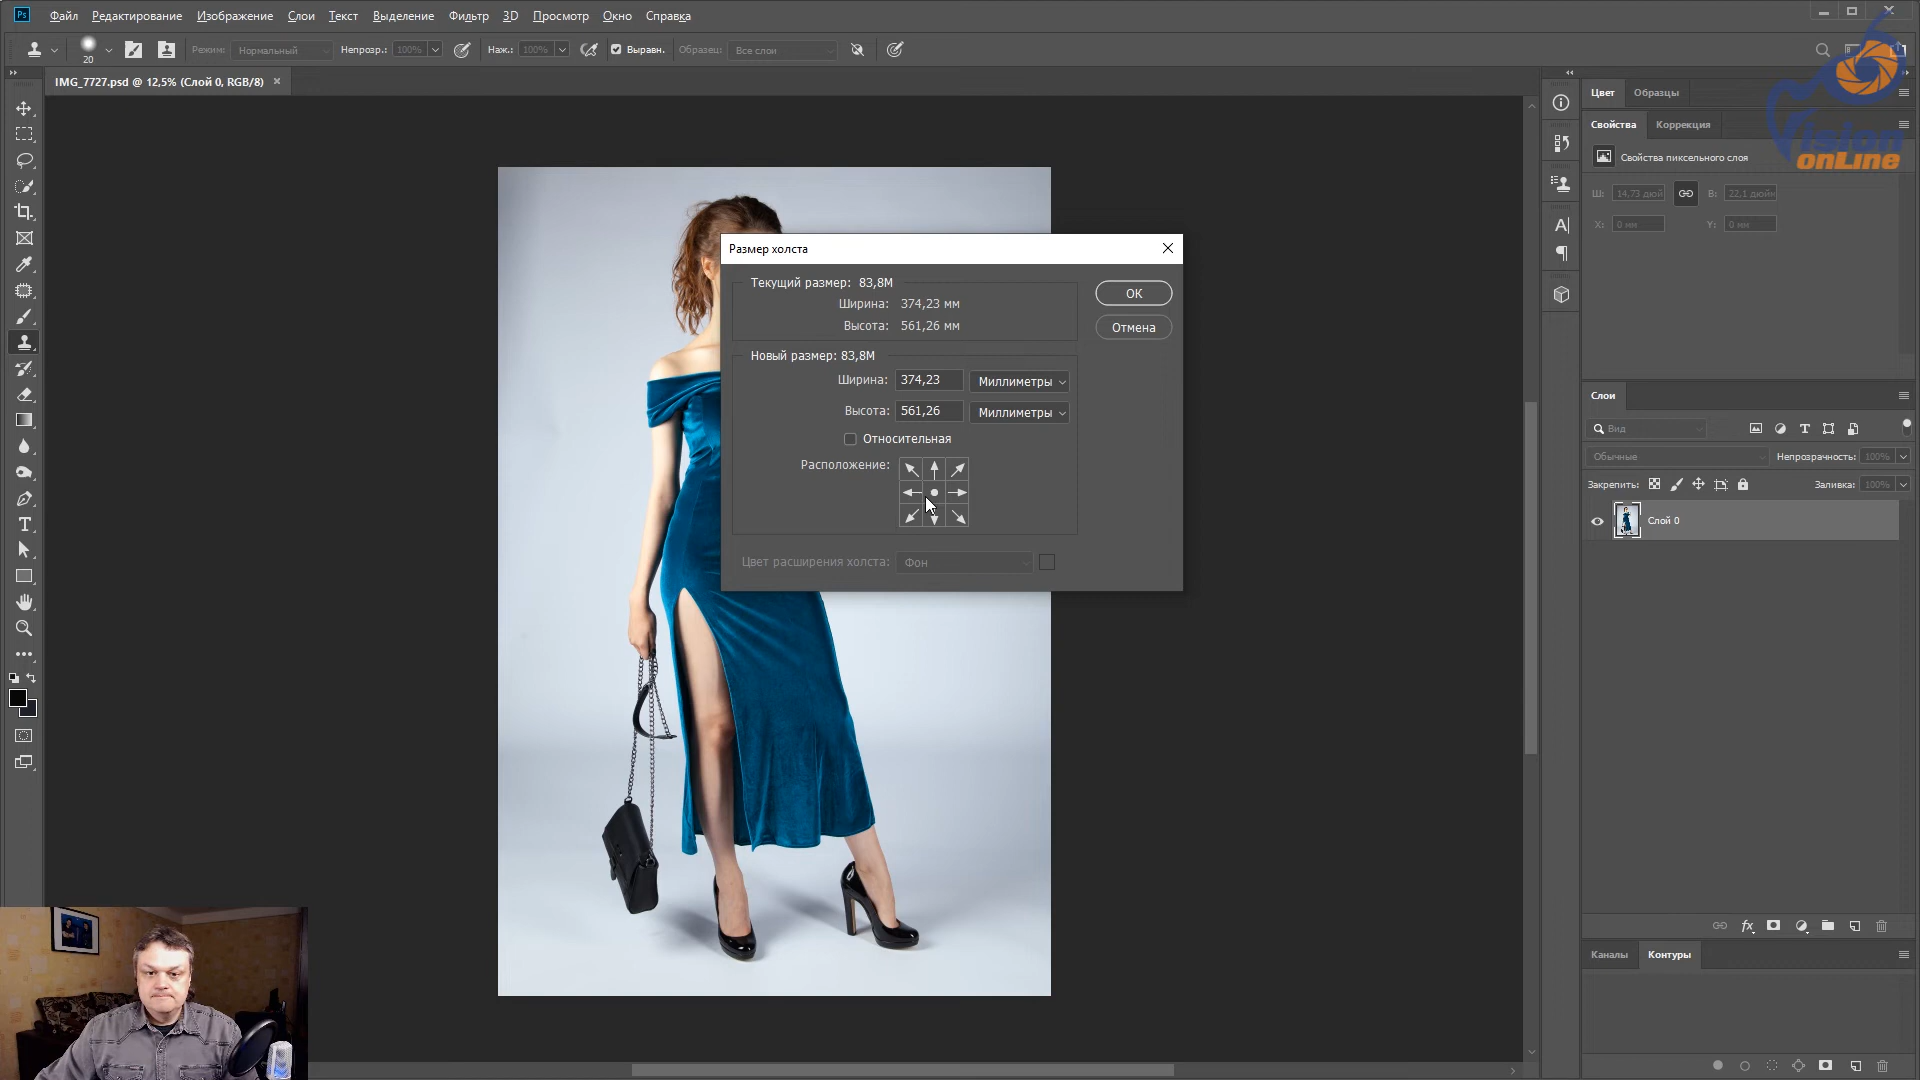 Ps Файл Редактирование Изображение Слои Текст Выделение Фильтр 3D Просмотр Окно Справка
20 Режим: Нормальный Непрозр.: 100% Наж.: 100% Выравн. Образец: Все слои
IMG_7727.psd @ 12,5% (Слой 0, RGB/8)
Цвет Образцы
Свойства Коррекция
Vision
onLine
Свойства пиксельного слоя
Ш: 14,73 дюй В: 22,1 дюйм
X: 0 мм Y: 0 мм
Размер холста
Текущий размер: 83,8M
Ширина: 374,23 мм
Высота: 561,26 мм
ОК
Отмена
Новый размер: 83,8M
Ширина: 374,23 Миллиметры
Высота: 561,26 Миллиметры
Относительная
Расположение:
Цвет расширения холста: Фон
Слои
Вид
Обычные Непрозрачность: 100%
Закрепить: Заливка: 100%
Слой 0
fx
Каналы Контуры